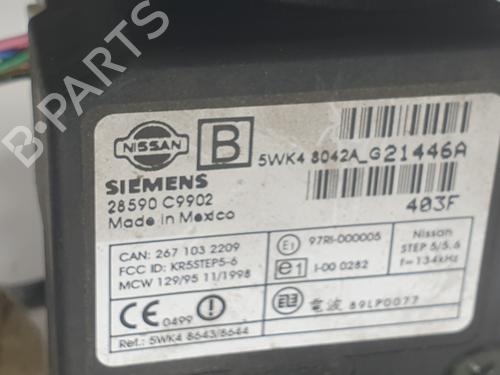 NISSAN
B
5WK4 8042A_G21446A
SIEMENS
28590 C9902
Made in Mexico
403F
CAN: 267 103 2209
FCC ID: KR5STEP5-6
MCW 129/95 11/1998
E1 97RI-000005
e1 I-00 0282
Nissan
STEP 5/5.6
f=134kHz
CE 0499
Ref.: 5WK4 8643/8644
電波 89LP0077
B-PARTS